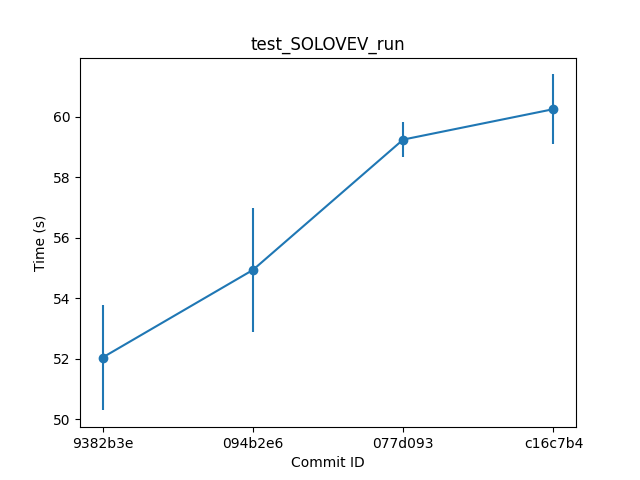 test_SOLOVEV_run
60
58
56
54
52
50
Time (s)
9382b3e
094b2e6
077d093
c16c7b4
Commit ID